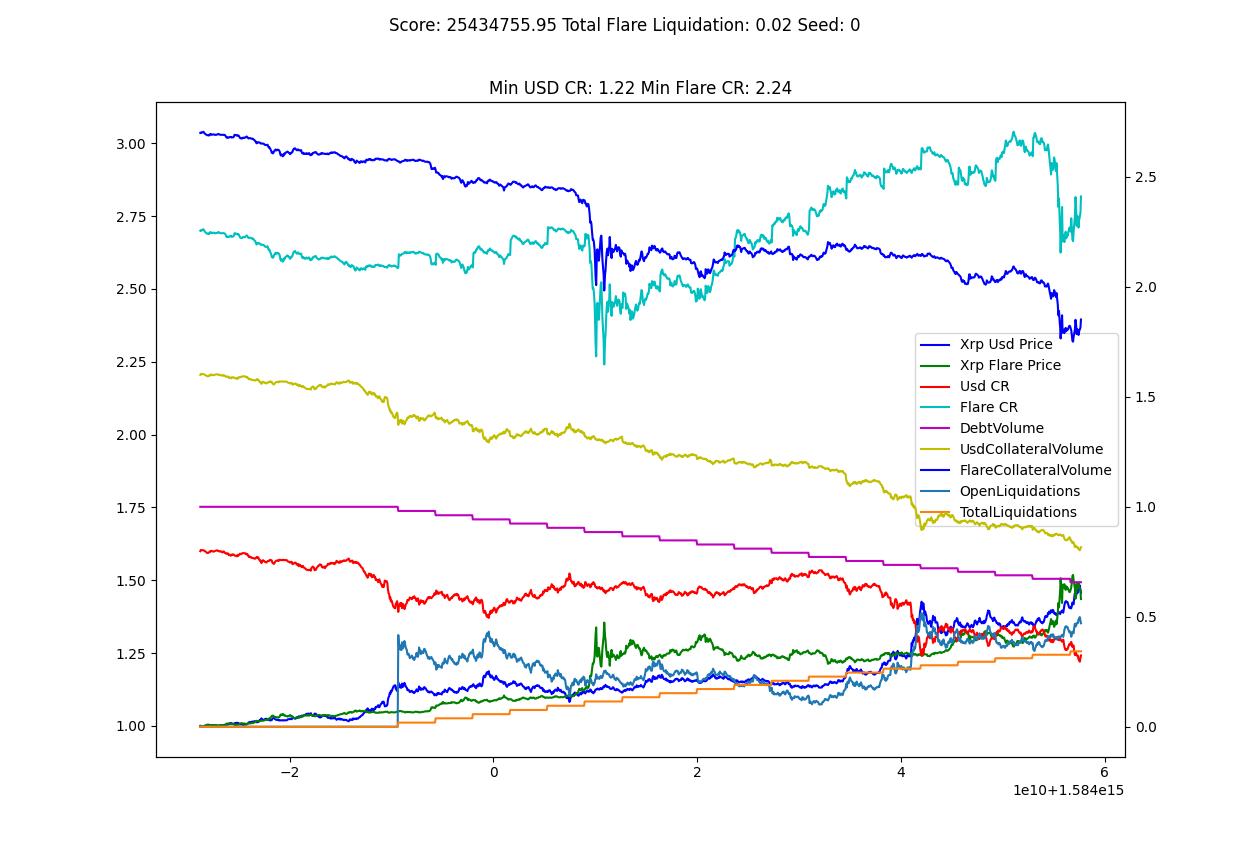 Score: 25434755.95 Total Flare Liquidation: 0.02 Seed: 0
Min USD CR: 1.22 Min Flare CR: 2.24
3.00
2.75
2.50
2.25
2.00
1.75
1.50
1.25
1.00
2.5
2.0
1.5
1.0
0.5
0.0
Xrp Usd Price
Xrp Flare Price
Usd CR
Flare CR
DebtVolume
UsdCollateralVolume
FlareCollateralVolume
OpenLiquidations
TotalLiquidations
−2 0 2 4 6
1e10+1.584e15